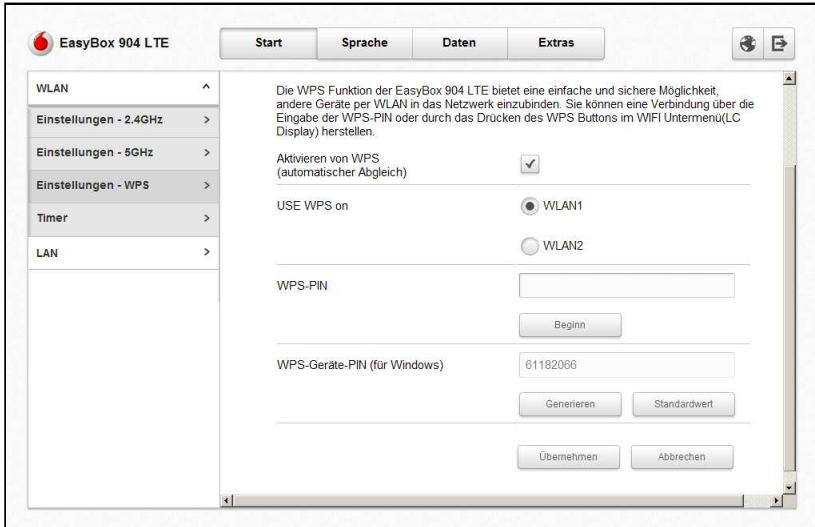 EasyBox 904 LTE
Start
Sprache
Daten
Extras
WLAN
Einstellungen - 2.4GHz
Einstellungen - 5GHz
Einstellungen - WPS
Timer
LAN
Die WPS Funktion der EasyBox 904 LTE bietet eine einfache und sichere Möglichkeit,
andere Geräte per WLAN in das Netzwerk einzubinden. Sie können eine Verbindung über die
Eingabe der WPS-PIN oder durch das Drücken des WPS Buttons im WIFI Untermenü(LC
Display) herstellen.
Aktivieren von WPS
(automatischer Abgleich)
USE WPS on
WLAN1
WLAN2
WPS-PIN
Beginn
WPS-Geräte-PIN (für Windows)
61182066
Generieren
Standardwert
Übernehmen
Abbrechen